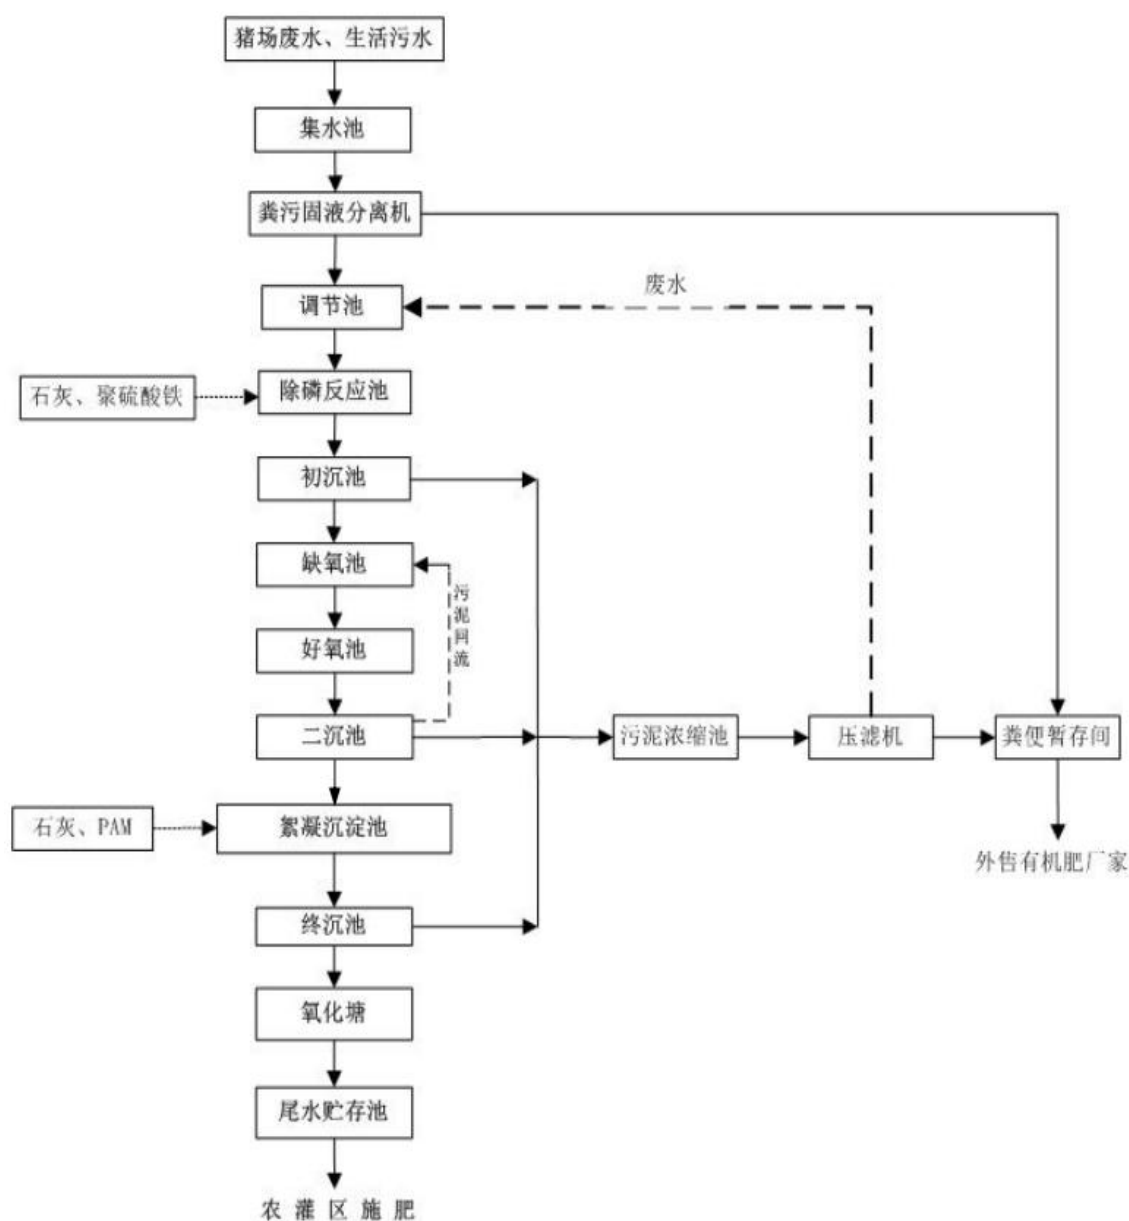 猪场废水、生活污水
集水池
粪污固液分离机
废水
调节池
石灰、聚硫酸铁
除磷反应池
初沉池
缺氧池
污泥回流
好氧池
二沉池
污泥浓缩池
压滤机
粪便暂存间
石灰、PAM
絮凝沉淀池
外售有机肥厂家
终沉池
氧化塘
尾水贮存池
农灌区施肥